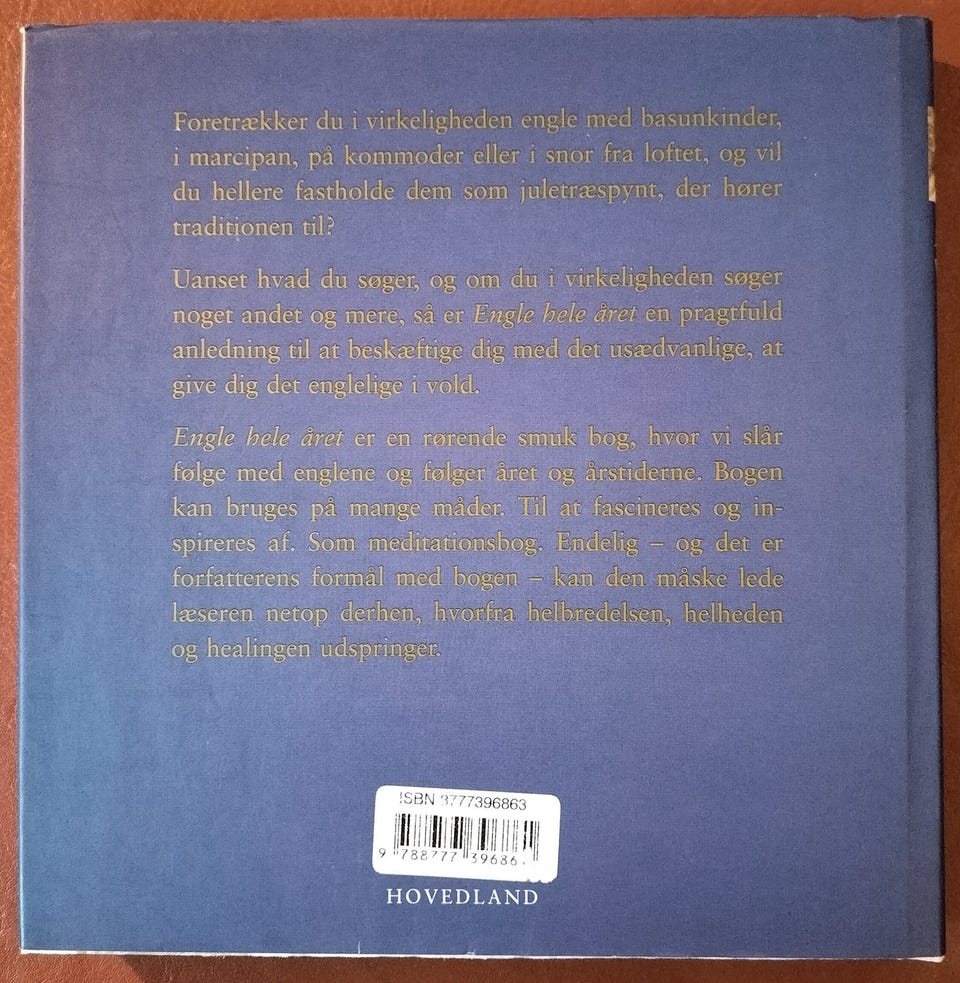 Foretrækker du i virkeligheden engle med basunkinder,
i marcipan, på kommoder eller i snor fra loftet, og vil
du hellere fastholde dem som juletræspynt, der hører
traditionen til?
Uanset hvad du søger, og om du i virkeligheden søger
noget andet og mere, så er Engle hele året en pragtfuld
anledning til at beskæftige dig med det usædvanlige, at
give dig det englelige i vold.
Engle hele året er en rørende smuk bog, hvor vi slår
følge med englene og følger året og årstiderne. Bogen
kan bruges på mange måder. Til at fascineres og in-
spireres af. Som meditationsbog. Endelig – og det er
forfatterens formål med bogen – kan den måske lede
læseren netop derhen, hvorfra helbredelsen, helheden
og healingen udspringer.
ISBN 8777396863
9 788777 39686
HOVEDLAND